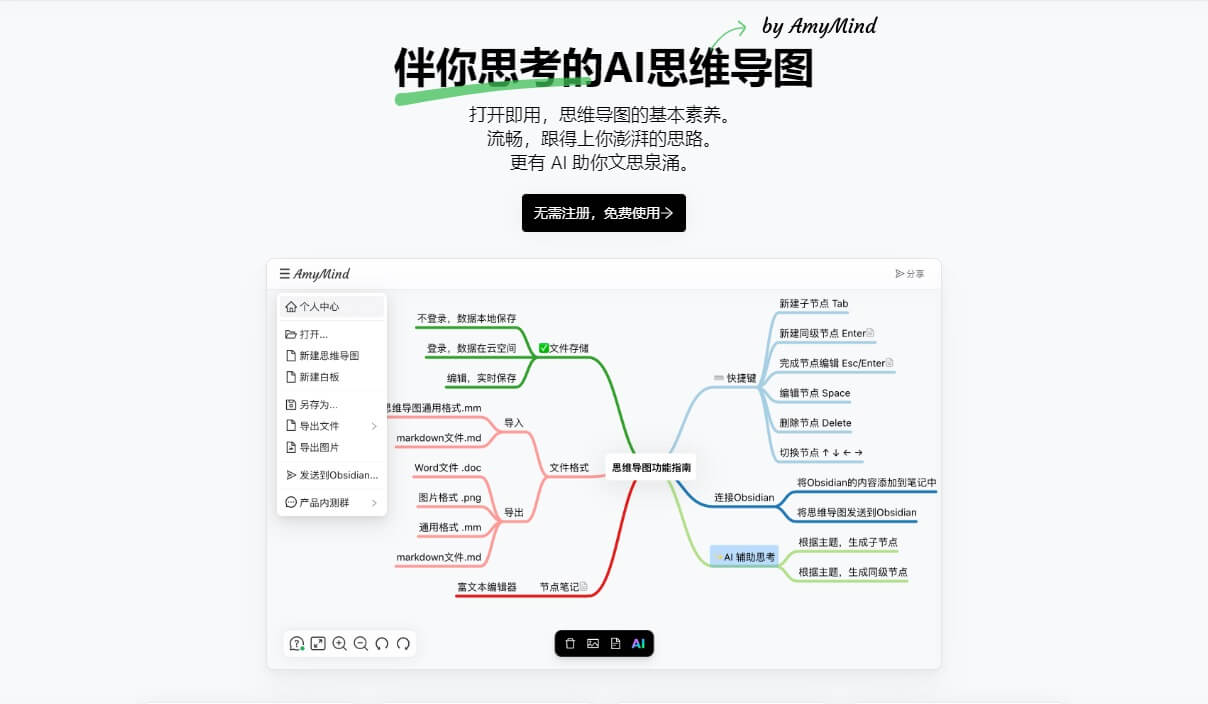 by AmyMind
伴你思考的AI思维导图
打开即用，思维导图的基本素养。
流畅，跟得上你澎湃的思路。
更有 AI 助你文思泉涌。
无需注册，免费使用
AmyMind
分享
个人中心
打开...
新建思维导图
新建白板
另存为...
导出文件
导出图片
发送到Obsidian...
产品内测群
不登录，数据本地保存
登录，数据在云空间
编辑，实时保存
✅文件存储
思维导图通用格式.mm
markdown文件.md
导入
Word文件 .doc
图片格式 .png
通用格式 .mm
markdown文件.md
导出
文件格式
富文本编辑器
节点笔记
思维导图功能指南
快捷键
新建子节点 Tab
新建同级节点 Enter
完成节点编辑 Esc/Enter
编辑节点 Space
删除节点 Delete
切换节点 ↑ ↓ ← →
连接Obsidian
将Obsidian的内容添加到笔记中
将思维导图发送到Obsidian
AI 辅助思考
根据主题，生成子节点
根据主题，生成同级节点
AI